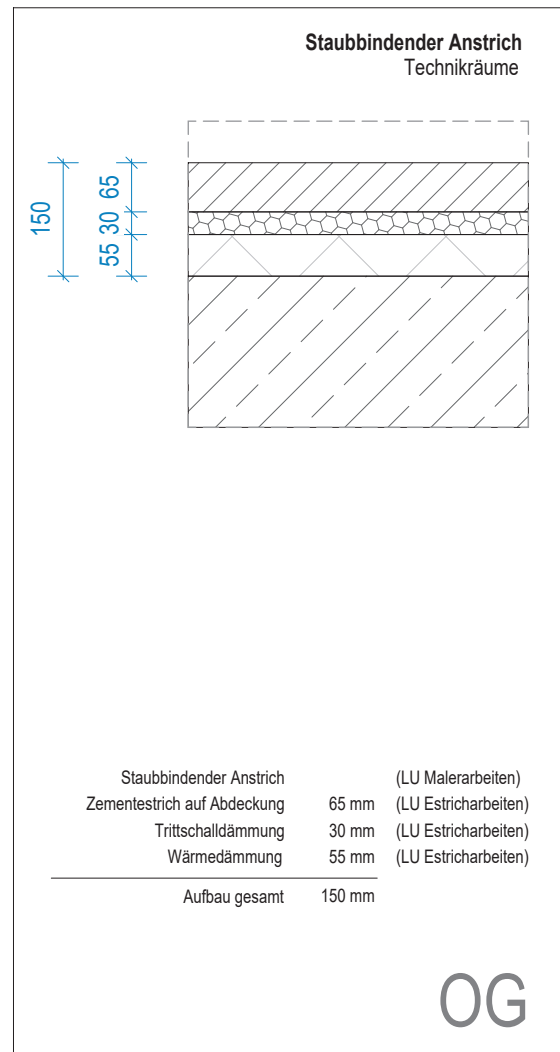 Staubbindender Anstrich
Technikräume
150
65
30
55
Staubbindender Anstrich (LU Malerarbeiten)
Zementestrich auf Abdeckung 65 mm (LU Estricharbeiten)
Trittschalldämmung 30 mm (LU Estricharbeiten)
Wärmedämmung 55 mm (LU Estricharbeiten)
Aufbau gesamt 150 mm
OG